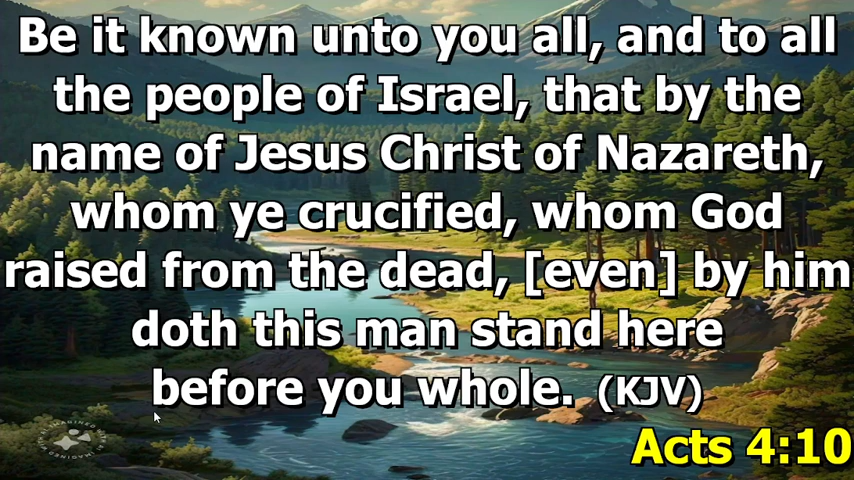 Be it known unto you all, and to all
the people of Israel, that by the
name of Jesus Christ of Nazareth,
whom ye crucified, whom God
raised from the dead, [even] by him
doth this man stand here
before you whole. (KJV)
Acts 4:10